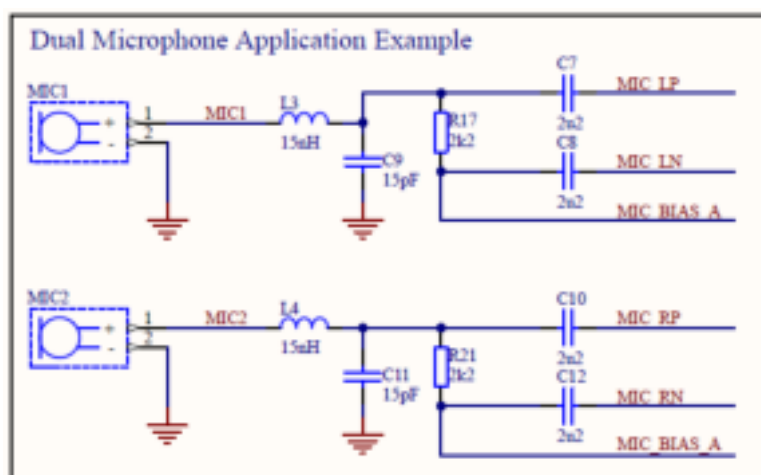 Dual Microphone Application Example
C7
MIC1
MIC_LP
1
MIC1
L3
+
2
-
R17
2k2
2n2
15nH
C8
C9
15pF
MIC_LN
2n2
MIC_BIAS_A
MIC2
C10
L4
1
MIC2
MIC_RP
+
2
-
15nH
R21
2k2
2n2
C12
C11
15pF
MIC_RN
2n2
MIC_BIAS_A